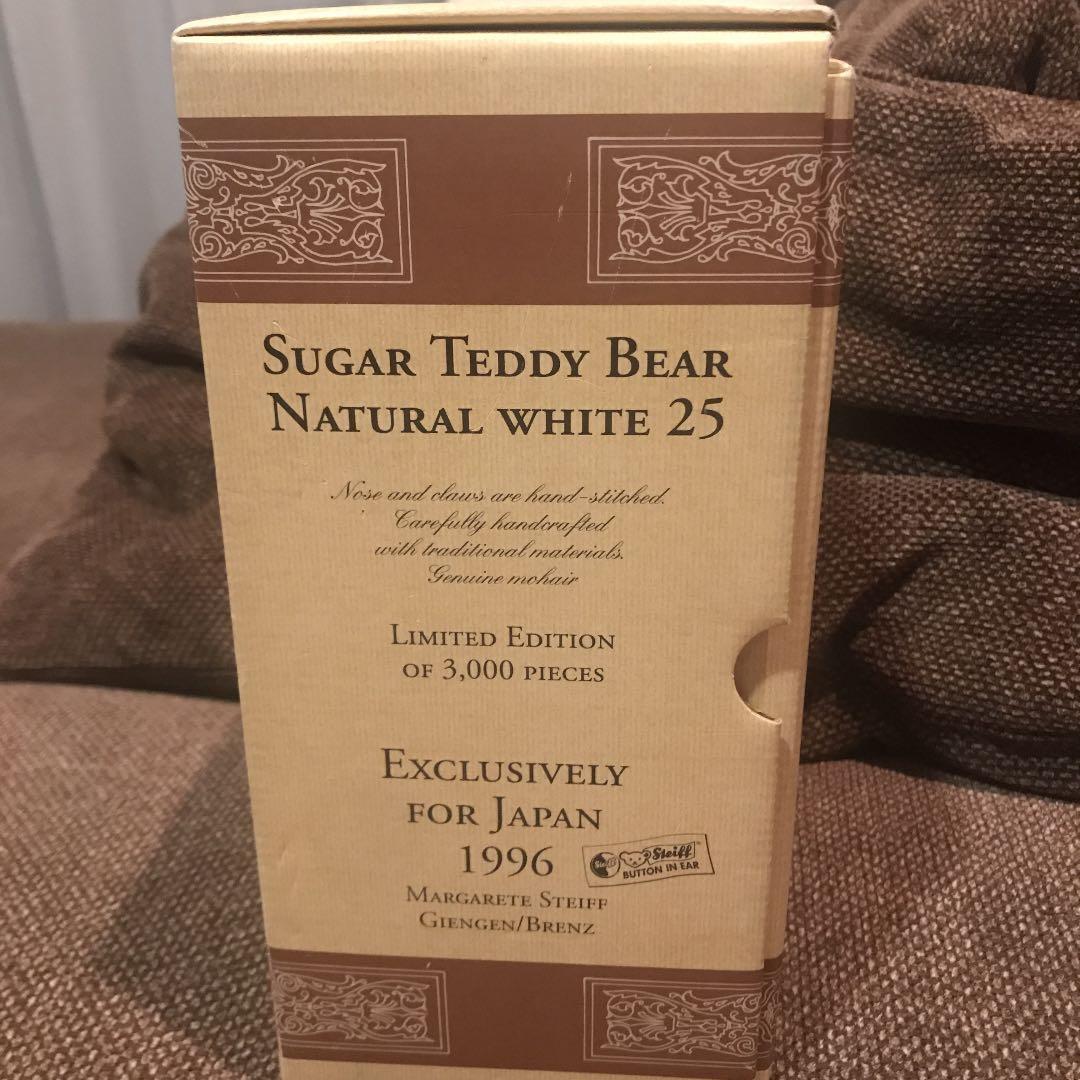 SUGAR TEDDY BEAR
NATURAL WHITE 25
Nose and claws are hand-stitched.
Carefully handcrafted
with traditional materials.
Genuine mohair
LIMITED EDITION
OF 3,000 PIECES
EXCLUSIVELY
FOR JAPAN
1996
Steiff
BUTTON IN EAR
MARGARETE STEIFF
GIENGEN/BRENZ